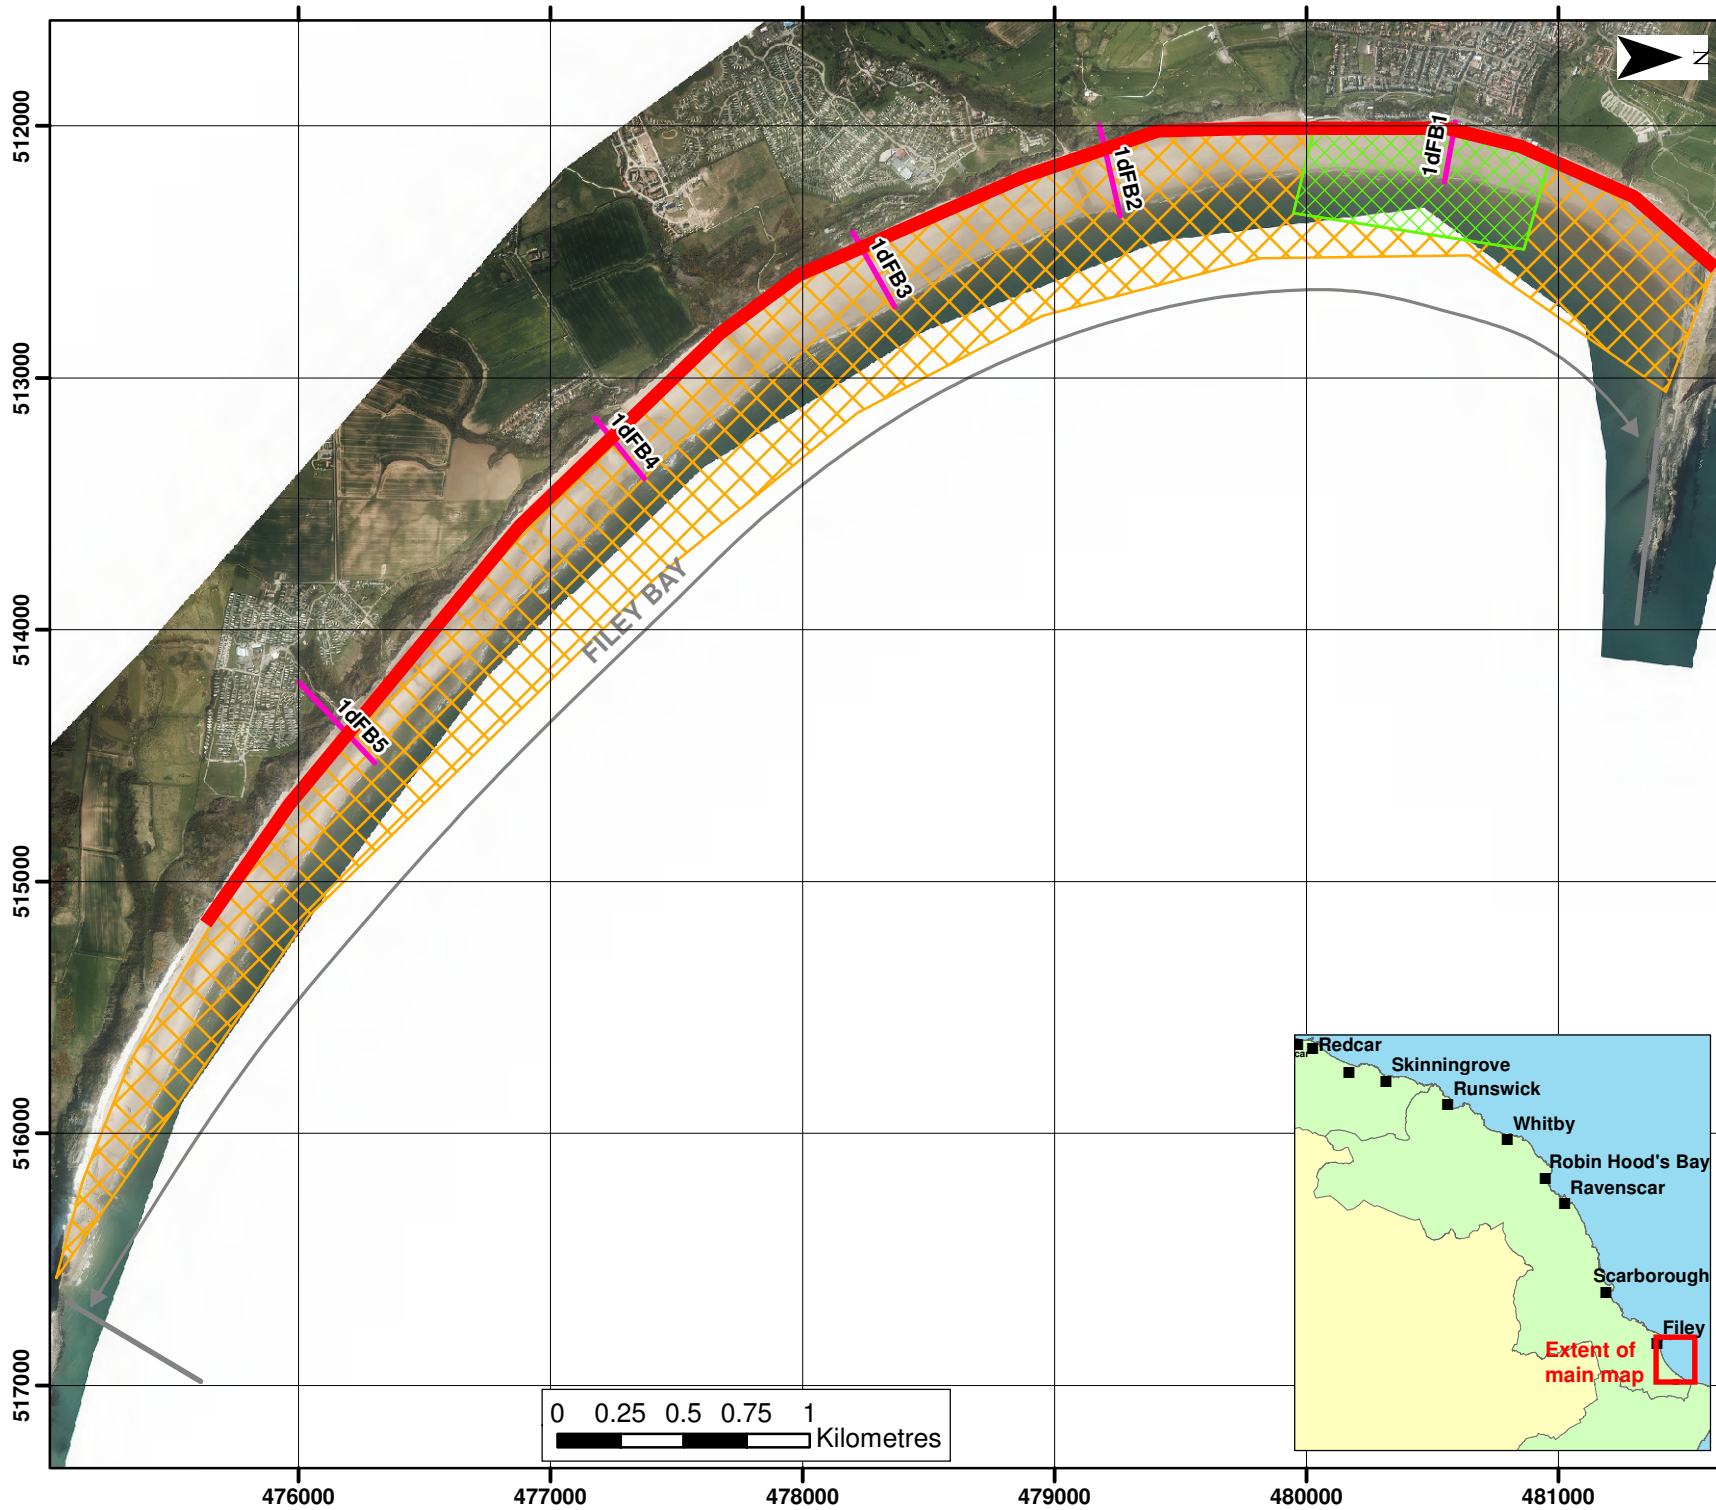 N
512000
513000
514000
515000
516000
517000
1dFB1
1dFB2
1dFB3
1dFB4
1dFB5
FILEY BAY
Redcar
car
Skinningrove
Runswick
Whitby
Robin Hood's Bay
Ravenscar
Scarborough
Filey
Extent of
main map
0 0.25 0.5 0.75 1
Kilometres
476000 477000 478000 479000 480000 481000